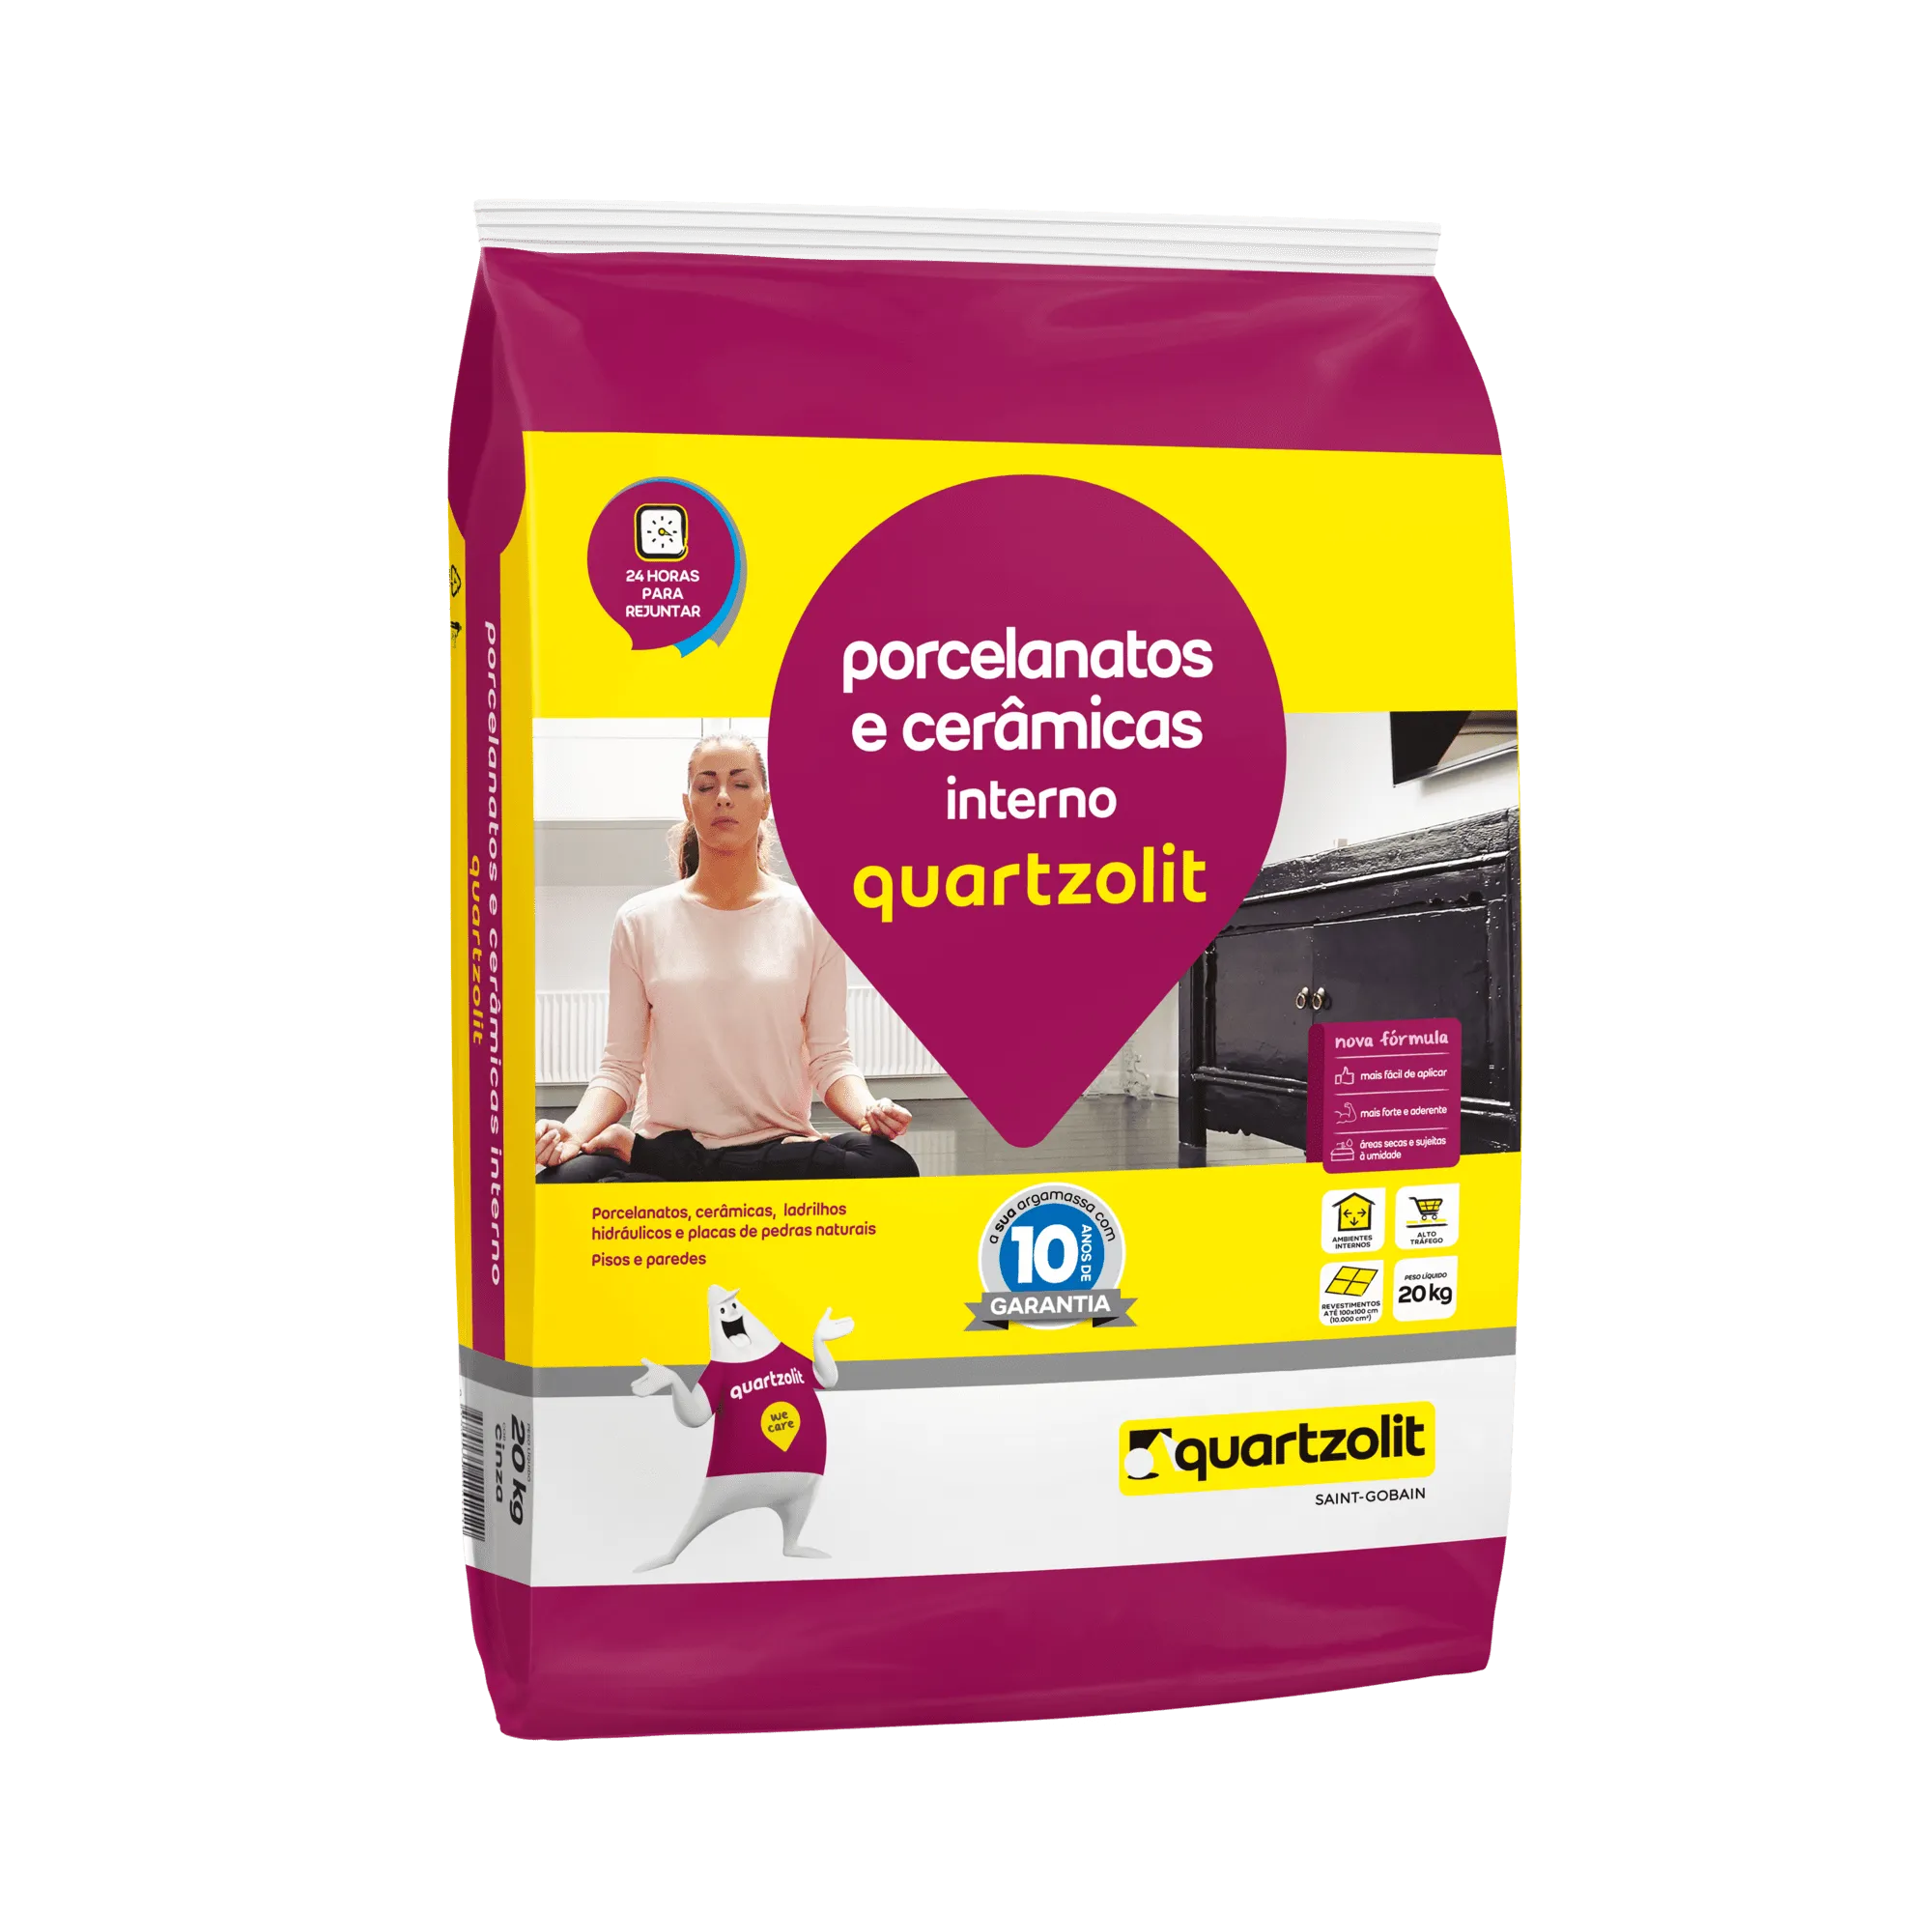 24 HORAS
PARA
REJUNTAR
porcelanatos
e cerâmicas
interno
quartzolit
nova fórmula
mais fácil de aplicar
mais forte e aderente
áreas secas e sujeitas
à umidade
Porcelanatos, cerâmicas, ladrilhos
hidráulicos e placas de pedras naturais
Pisos e paredes
a sua argamassa com
10
ANOS DE
GARANTIA
AMBIENTES
INTERNOS
ALTO
TRÁFEGO
REVESTIMENTOS
ATÉ 100x100 cm
(10.000 cm²)
PESO LÍQUIDO
20 kg
quartzolit
we
care
quartzolit
SAINT-GOBAIN
porcelanatos e cerâmicas interno
quartzolit
PESO LÍQUIDO
20 kg
cinza